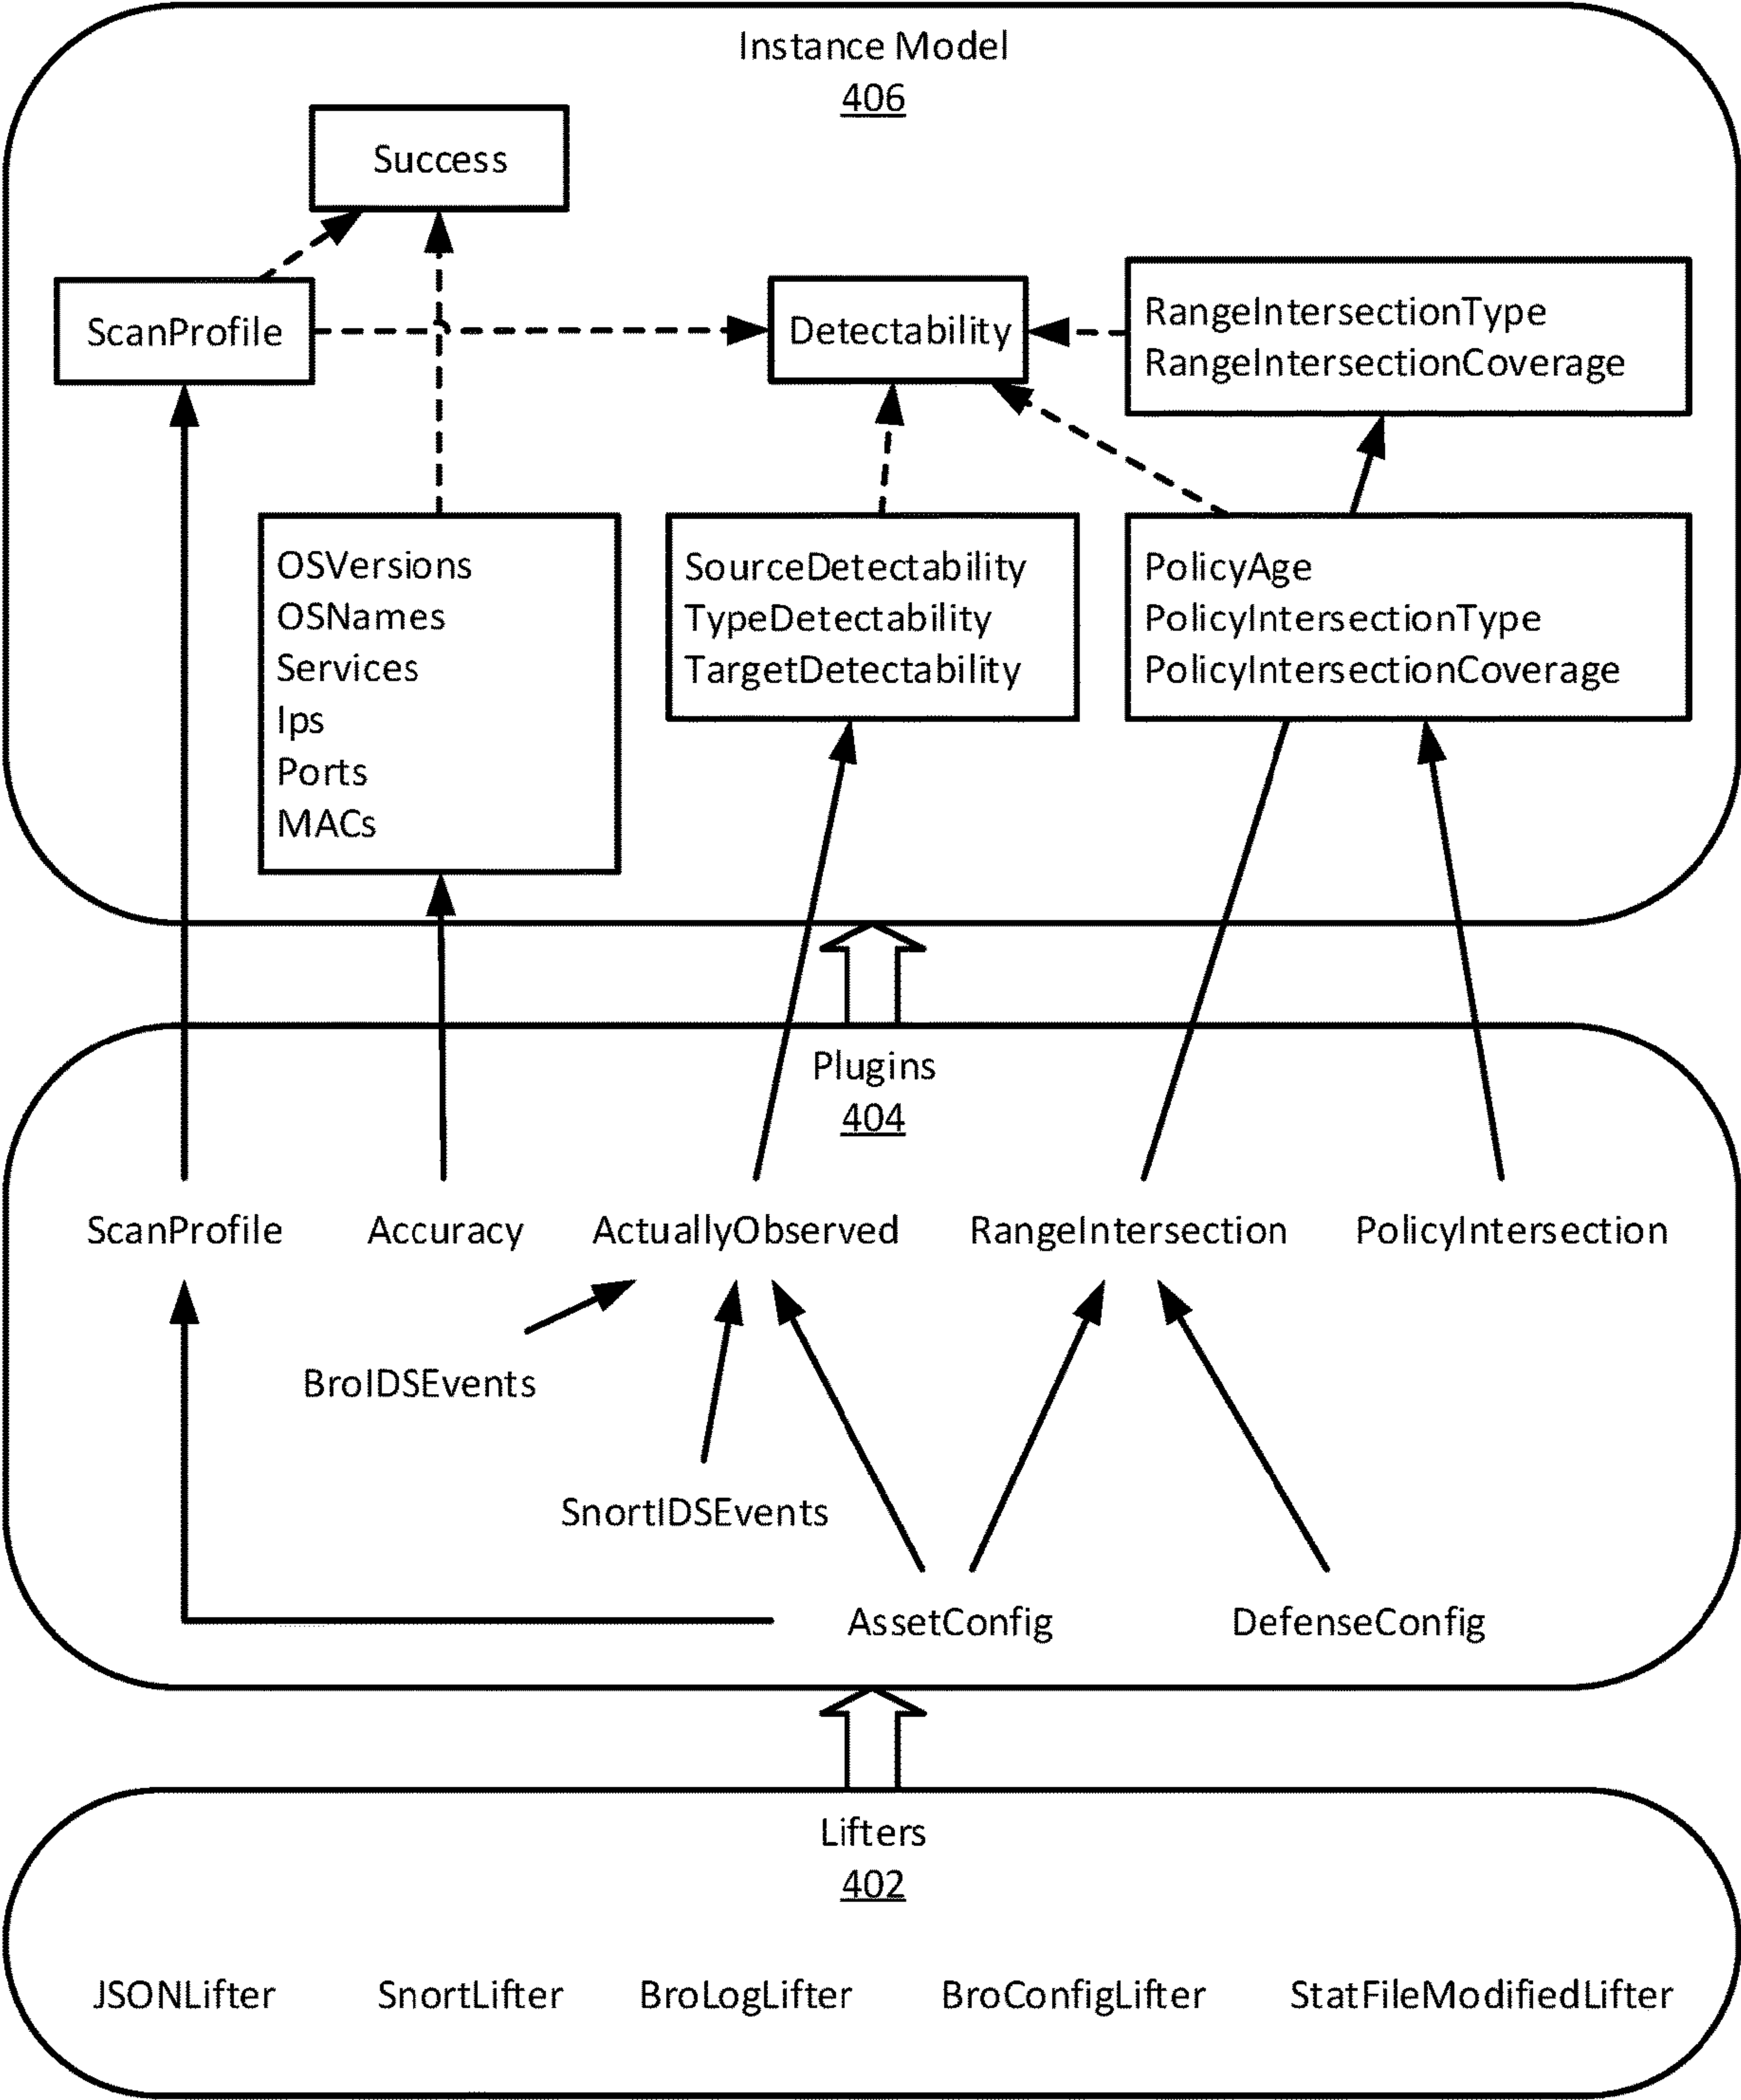 Instance Model
406
Success
ScanProfile
Detectability
RangeIntersectionType
RangeIntersectionCoverage
OSVersions
OSNames
Services
Ips
Ports
MACs
SourceDetectability
TypeDetectability
TargetDetectability
PolicyAge
PolicyIntersectionType
PolicyIntersectionCoverage
Plugins
404
ScanProfile
Accuracy
ActuallyObserved
RangeIntersection
PolicyIntersection
BroIDSEvents
SnortIDSEvents
AssetConfig
DefenseConfig
Lifters
402
JSONLifter
SnortLifter
BroLogLifter
BroConfigLifter
StatFileModifiedLifter